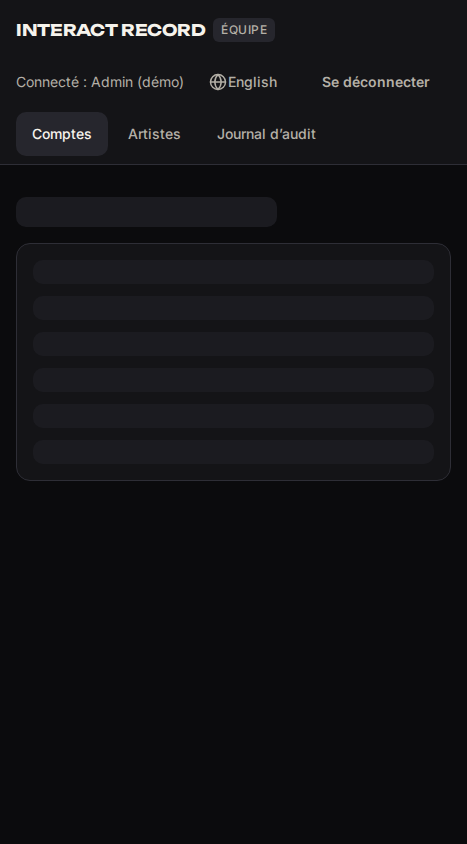 INTERACT RECORD ÉQUIPE
Connecté : Admin (démo) English Se déconnecter
Comptes Artistes Journal d’audit